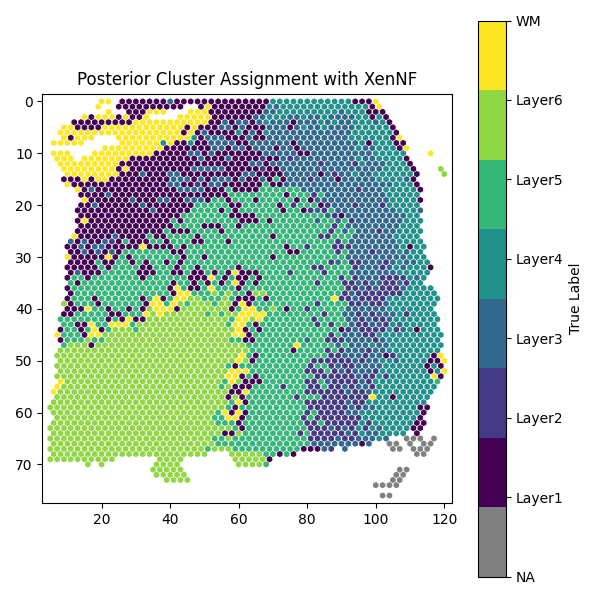 Posterior Cluster Assignment with XenNF
0
10
20
30
40
50
60
70
20
40
60
80
100
120
WM
Layer6
Layer5
Layer4
Layer3
Layer2
Layer1
NA
True Label